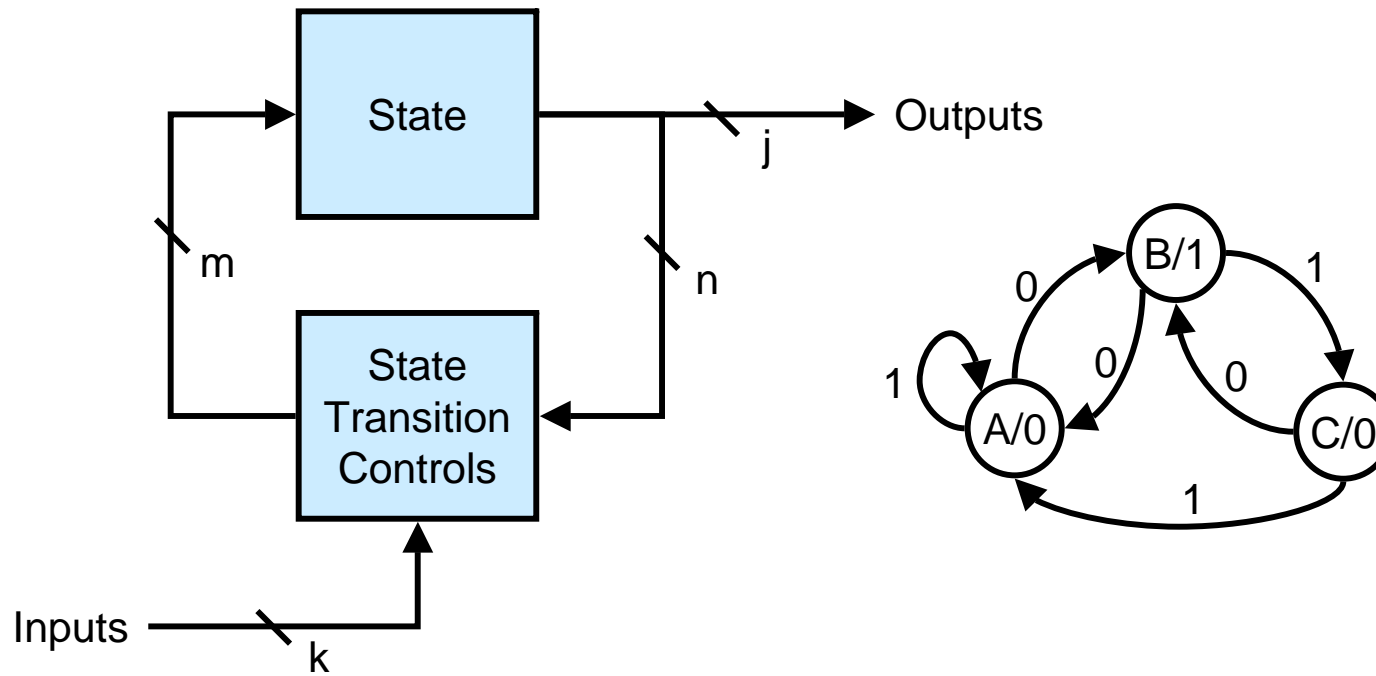 State
j
Outputs
m
n
State
Transition
Controls
Inputs
k
B/1
0
1
1
0
0
A/0
C/0
1